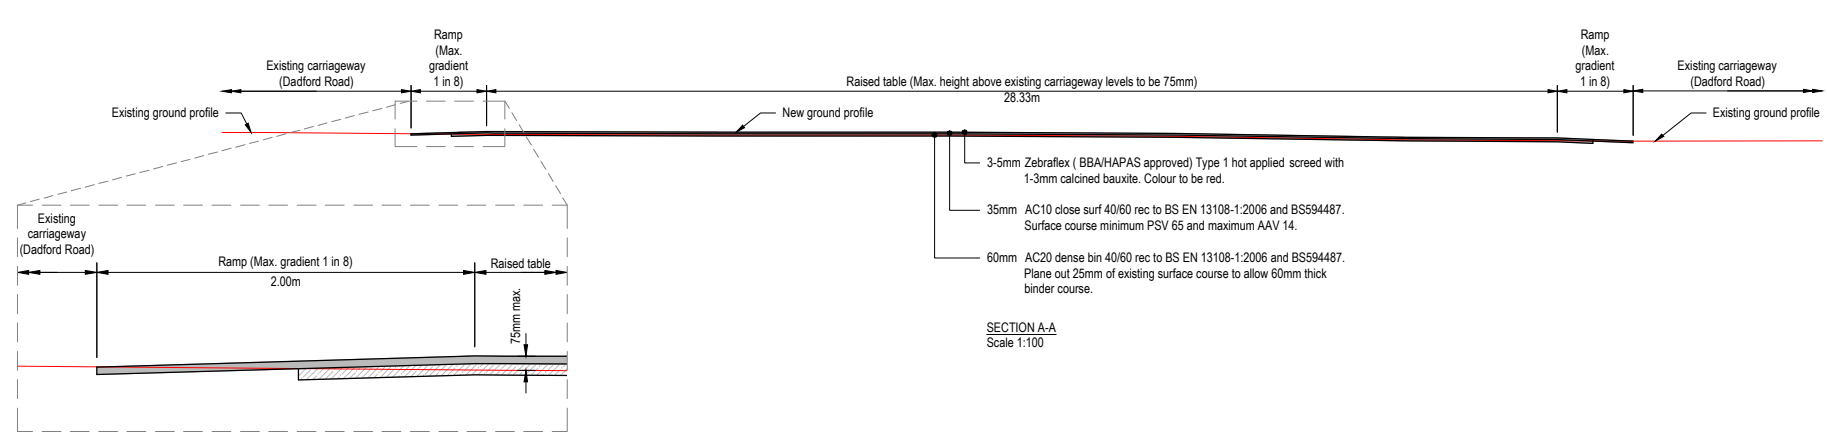 Ramp
(Max.
gradient
1 in 8)
Existing carriageway
(Dadford Road)
Raised table (Max. height above existing carriageway levels to be 75mm)
28.33m
Ramp
(Max.
gradient
1 in 8)
Existing carriageway
(Dadford Road)
Existing ground profile
New ground profile
Existing ground profile
3-5mm Zebraflex ( BBA/HAPAS approved) Type 1 hot applied screed with
1-3mm calcined bauxite. Colour to be red.
35mm AC10 close surf 40/60 rec to BS EN 13108-1:2006 and BS594487.
Surface course minimum PSV 65 and maximum AAV 14.
60mm AC20 dense bin 40/60 rec to BS EN 13108-1:2006 and BS594487.
Plane out 25mm of existing surface course to allow 60mm thick
binder course.
SECTION A-A
Scale 1:100
Existing
carriageway
(Dadford Road)
Ramp (Max. gradient 1 in 8)
2.00m
Raised table
75mm max.